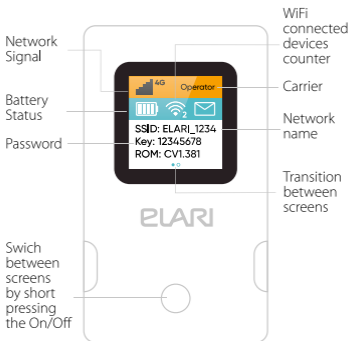 WiFi
connected
devices
counter
Network
Signal
4G
Operator
Carrier
Battery
Status
2
SSID: ELARI_1234
Network
name
Password
Key: 12345678
ROM: CV1.381
Transition
between
screens
ELARI
Swich
between
screens
by short
pressing
the On/Off